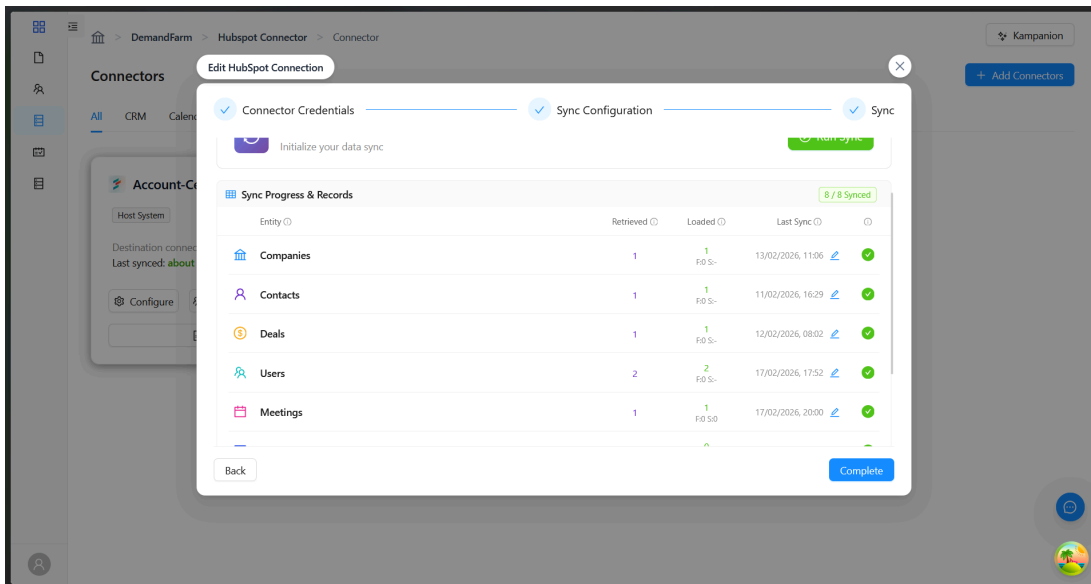 DemandFarm > Hubspot Connector > Connector
Kampanion
Edit HubSpot Connection
Connectors
+ Add Connectors
All CRM
Connector Credentials
Sync Configuration
Sync
Initialize your data sync
Run Sync
Sync Progress & Records
8 / 8 Synced
Entity Retrieved Loaded Last Sync
Companies 1 1 13/02/2026, 11:06
F:0 S:-
Contacts 1 1 11/02/2026, 16:29
F:0 S:-
Deals 1 1 12/02/2026, 08:02
F:0 S:-
Users 2 2 17/02/2026, 17:52
F:0 S:-
Meetings 1 1 17/02/2026, 20:00
F:0 S:0
Host System
Destination
Last synced: about
Configure
Back
Complete